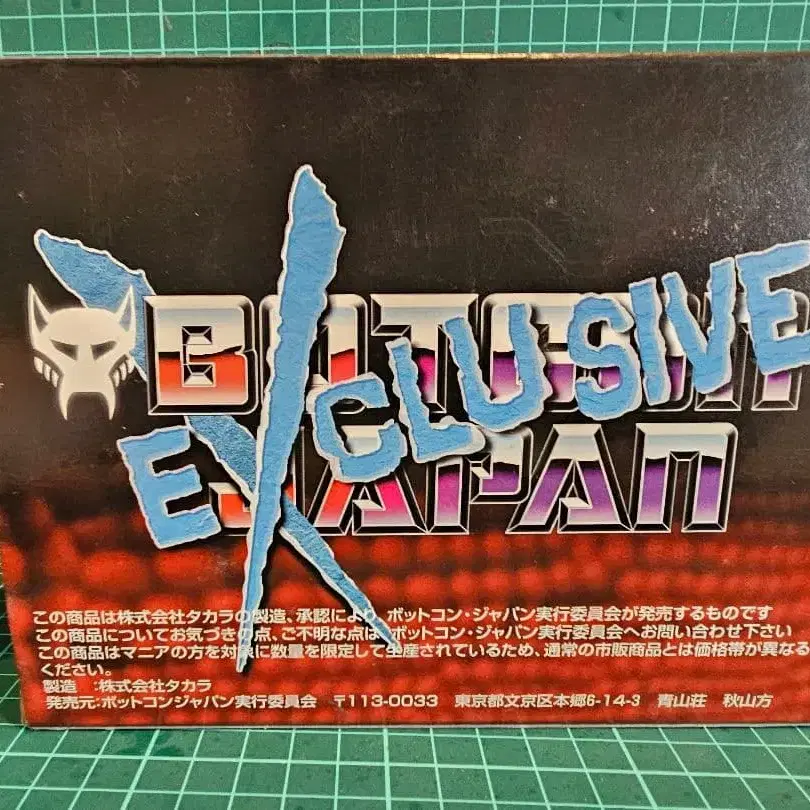 BOTCON
EXCLUSIVE
JAPAN
この商品は株式会社タカラの製造、承認により、ボットコン・ジャパン実行委員会が発売するものです
この商品についてお気づきの点、ご不明な点は、ボットコン・ジャパン実行委員会へお問い合わせ下さい
この商品はマニアの方を対象に数量を限定して生産されているため、通常の市販商品とは価格帯が異なる
ください。
製造　：株式会社タカラ
発売元：ボットコンジャパン実行委員会　〒113-0033　東京都文京区本郷6-14-3　青山荘　秋山方